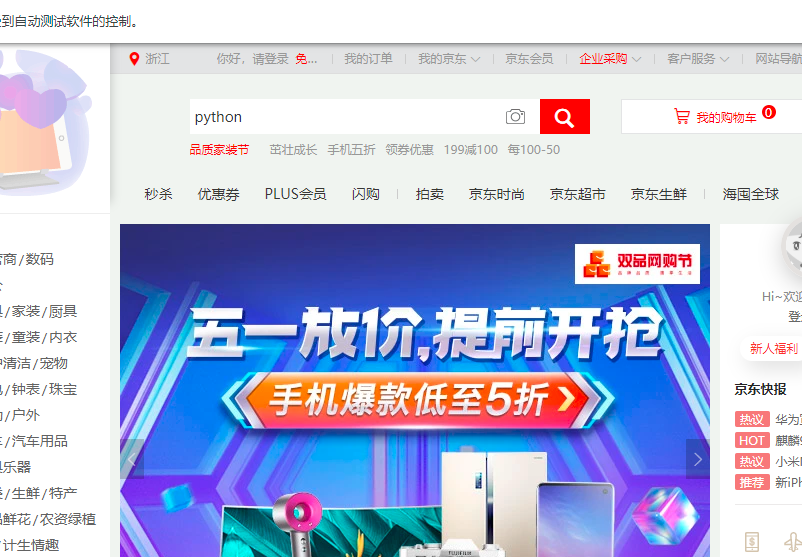 到自动测试软件的控制。
浙江 你好，请登录 免... 我的订单 我的京东 京东会员 企业采购 客户服务 网站导航
python
我的购物车 0
品质家装节 茁壮成长 手机五折 领券优惠 199减100 每100-50
秒杀 优惠券 PLUS会员 闪购 拍卖 京东时尚 京东超市 京东生鲜 海囤全球
商/数码
/家装/厨具
/童装/内衣
清洁/宠物
/钟表/珠宝
/户外
/汽车用品
乐器
/生鲜/特产
鲜花/农资绿植
/计生情趣
双品网购节
品牌品质 惠享生活
五一放价,提前开抢
手机爆款低至5折
FUJIFILM
Hi~欢迎
登
新人福利
京东快报
热议 华为
HOT 麒麟
热议 小米
推荐 新iPh